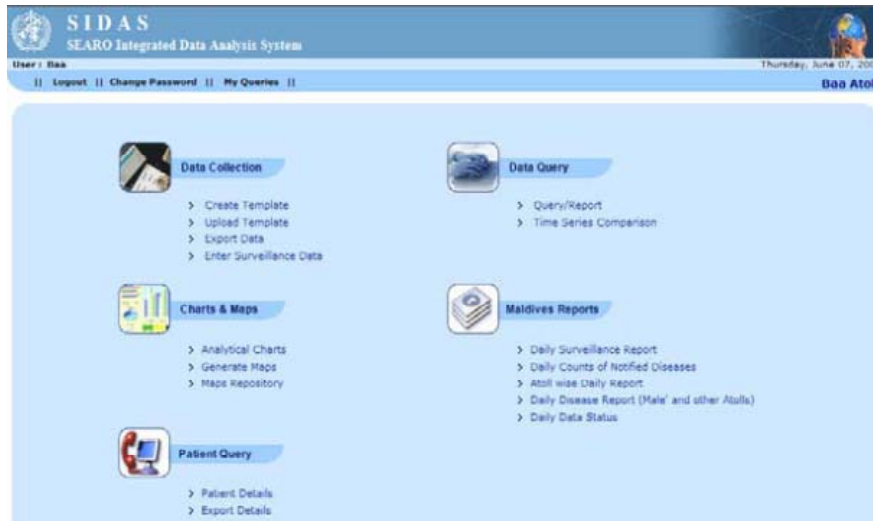 SIDAS
SEARO Integrated Data Analysis System
User : Baa
Thursday, June 07, 200
|| Logout || Change Password || My Queries ||
Baa Atol
Data Collection
> Create Template
> Upload Template
> Export Data
> Enter Surveillance Data
Data Query
> Query/Report
> Time Series Comparison
Charts & Maps
> Analytical Charts
> Generate Maps
> Maps Repository
Maldives Reports
> Daily Surveillance Report
> Daily Counts of Notified Diseases
> Atoll wise Daily Report
> Daily Disease Report (Male' and other Atolls)
> Daily Data Status
Patient Query
> Patient Details
> Export Details